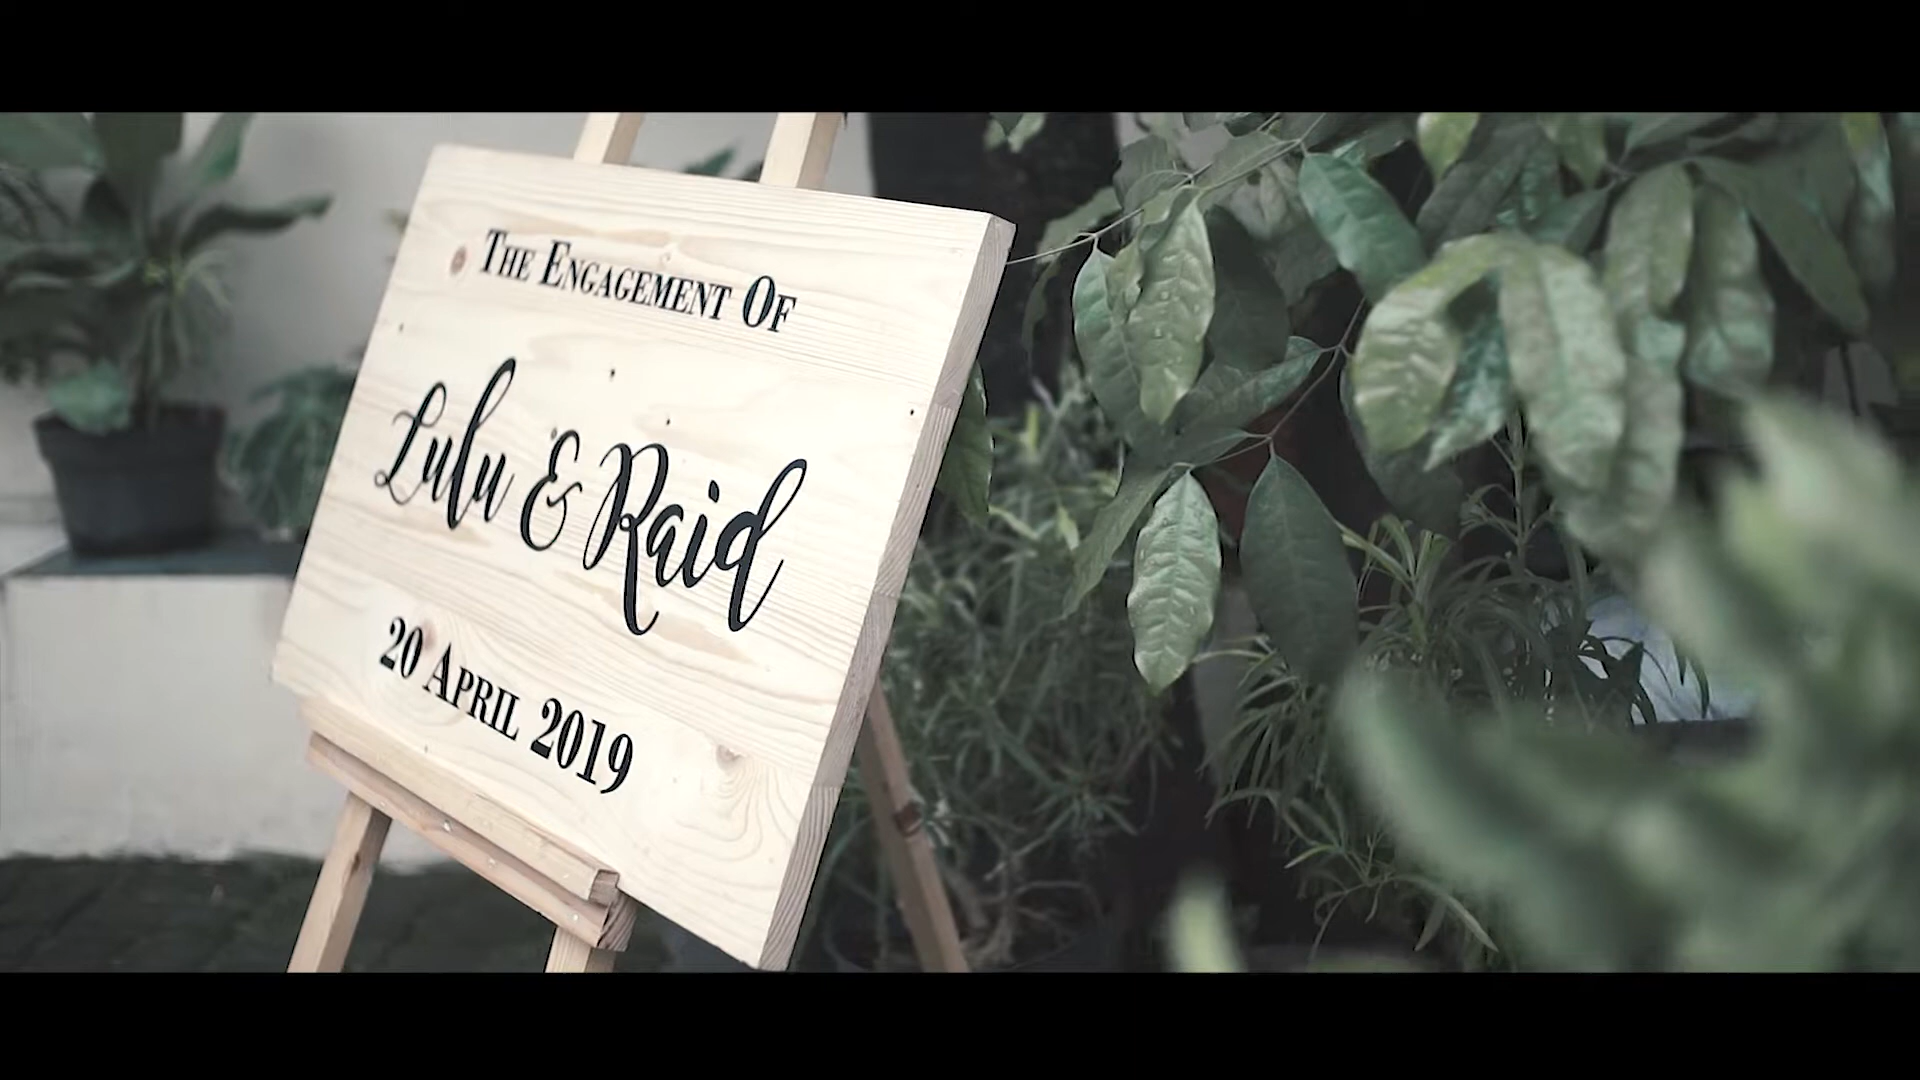 The Engagement Of
Lulu & Raid
20 April 2019